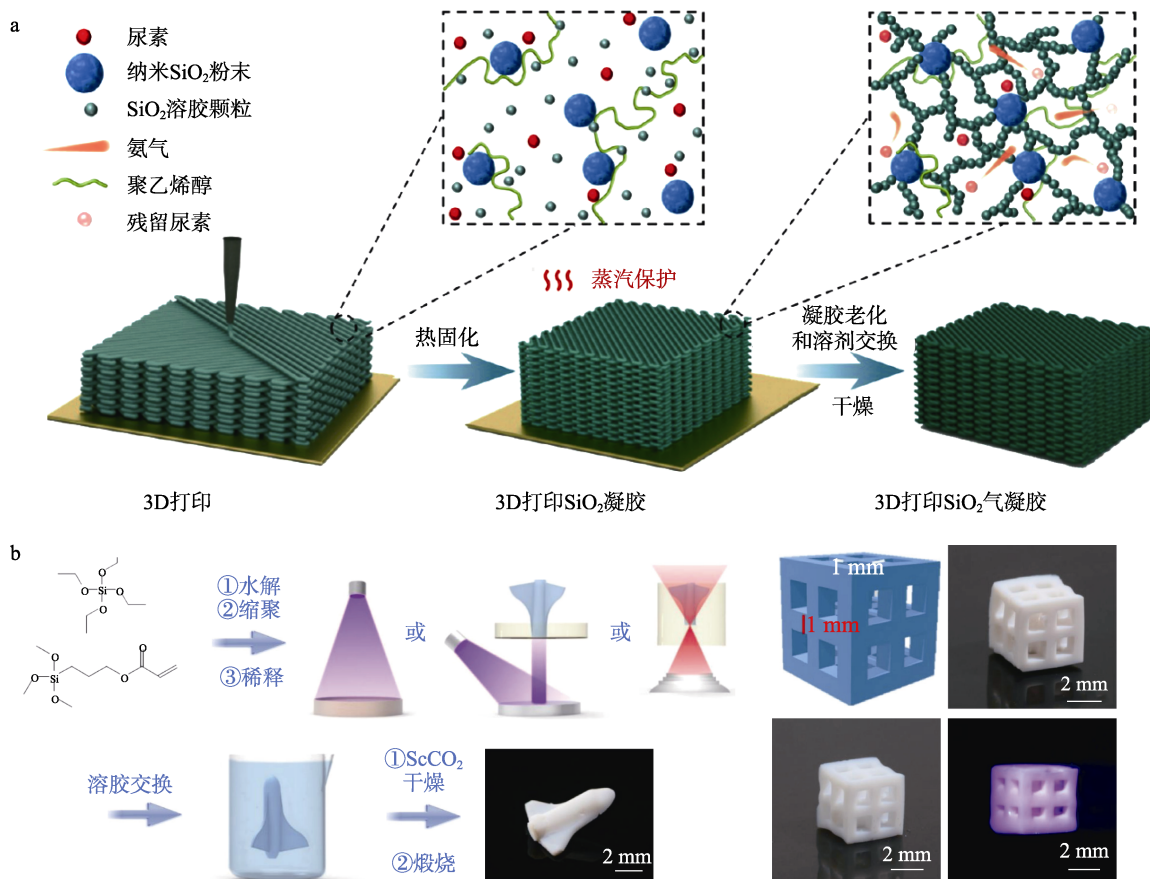 a
尿素
纳米SiO₂粉末
SiO₂溶胶颗粒
氨气
聚乙烯醇
残留尿素
蒸汽保护
热固化
凝胶老化
和溶剂交换
干燥
3D打印
3D打印SiO₂凝胶
3D打印SiO₂气凝胶
b
O
O
Si
O
O
①水解
②缩聚
③稀释
或
或
1 mm
1 mm
2 mm
O
O
Si
O
O
O
溶胶交换
①ScCO₂
干燥
②煅烧
2 mm
2 mm
2 mm